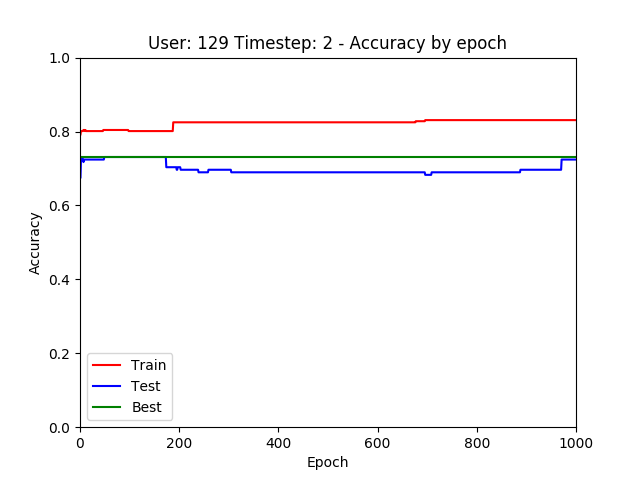 User: 129 Timestep: 2 - Accuracy by epoch
1.0
0.8
0.6
0.4
0.2
0.0
Accuracy
Train
Test
Best
0 200 400 600 800 1000
Epoch